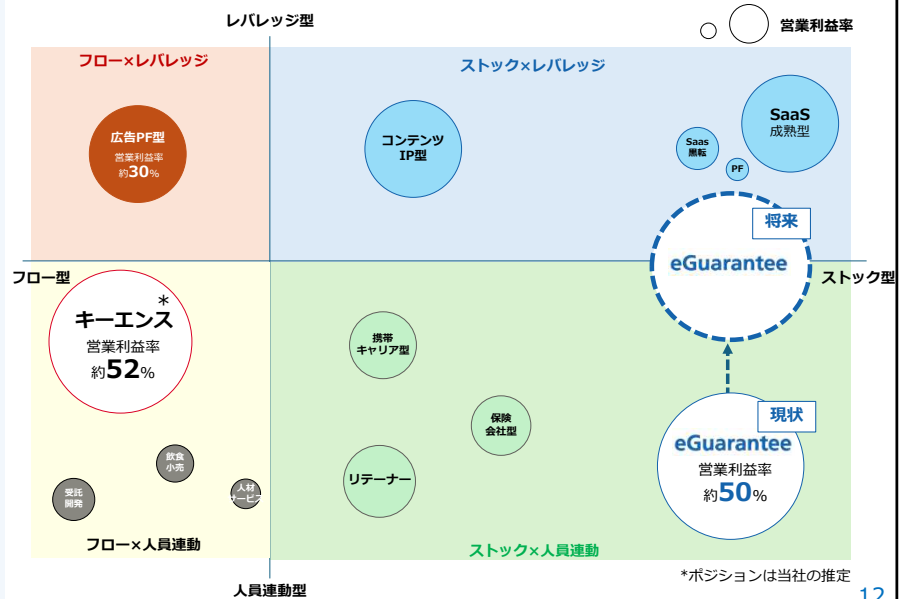 レバレッジ型
営業利益率
フロー×レバレッジ
ストック×レバレッジ
広告PF型
営業利益率
約30%
コンテンツ
IP型
SaaS
成熟型
Saas
黒転
PF
将来
eGuarantee
フロー型
ストック型
*
キーエンス
営業利益率
約52%
携帯
キャリア型
保険
会社型
現状
eGuarantee
営業利益率
約50%
飲食
小売
リテーナー
受託
開発
人材
サービス
フロー×人員連動
ストック×人員連動
*ポジションは当社の推定
人員連動型
12